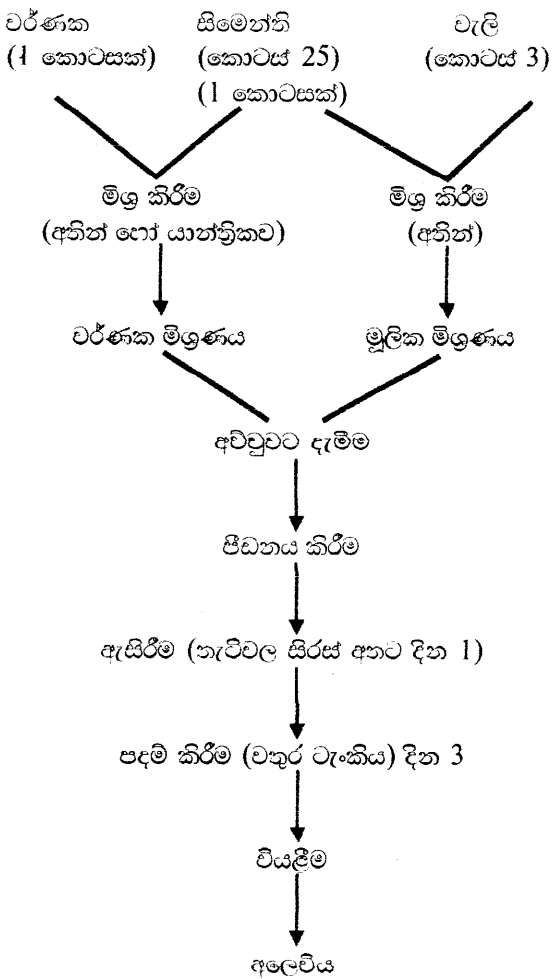 වර්ණක සිමෙන්ති වැලි
(1 කොටසක්) (කොටස් 25) (කොටස් 3)
(1 කොටසක්)
මිශ්‍ර කිරීම මිශ්‍ර කිරීම
(අතින් හෝ යාන්ත්‍රිකව) (අතින්)
වර්ණක මිශ්‍රණය මූලික මිශ්‍රණය
අච්චුවට දැමීම
පීඩනය කිරීම
ඇසිරීම (තැටිවල සිරස් අතට දින 1)
පදම් කිරීම (වතුර ටැංකිය) දින 3
වියළීම
අලෙවිය